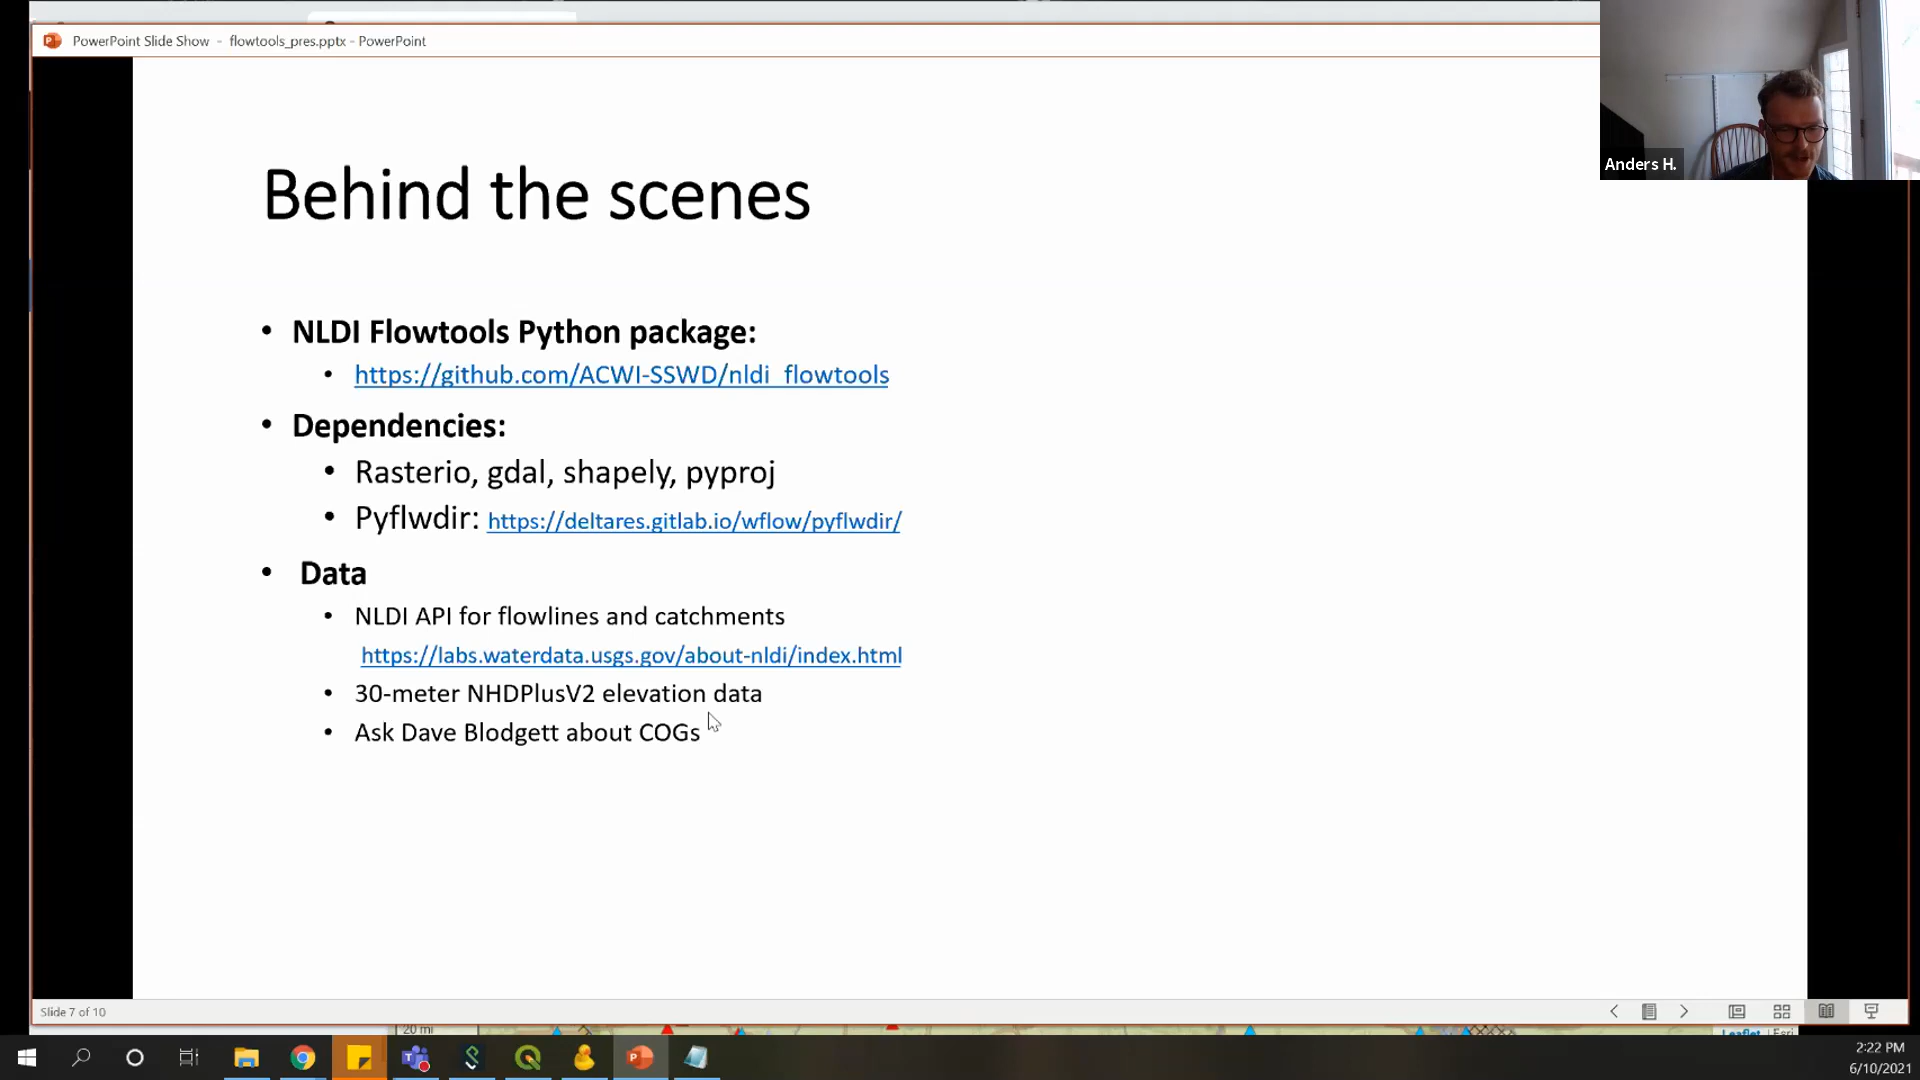 PowerPoint Slide Show - flowtools_pres.pptx - PowerPoint
Anders H.
Behind the scenes
• NLDI Flowtools Python package:
• https://github.com/ACWI-SSWD/nldi_flowtools
• Dependencies:
• Rasterio, gdal, shapely, pyproj
• Pyflwdir: https://deltares.gitlab.io/wflow/pyflwdir/
• Data
• NLDI API for flowlines and catchments
https://labs.waterdata.usgs.gov/about-nldi/index.html
• 30-meter NHDPlusV2 elevation data
• Ask Dave Blodgett about COGs
Slide 7 of 10
20 mi
Leaflet | Esri
2:22 PM
6/10/2021